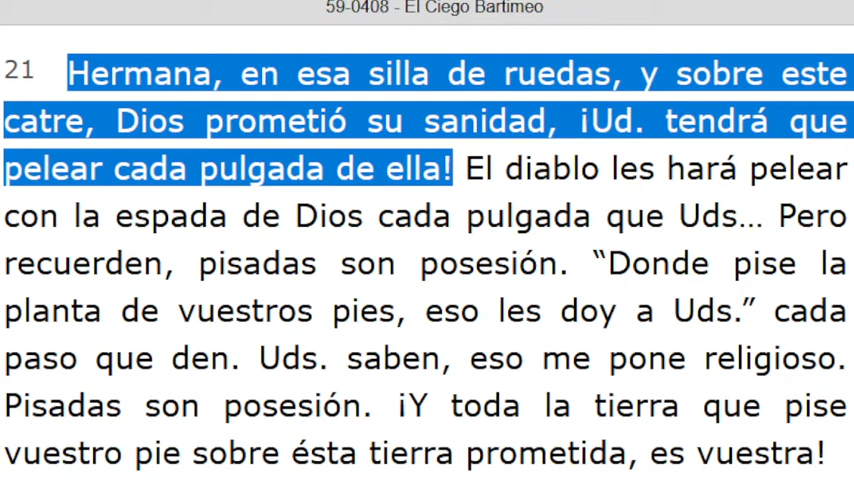 59-0408 - El Ciego Bartimeo
21 Hermana, en esa silla de ruedas, y sobre este
catre, Dios prometió su sanidad, ¡Ud. tendrá que
pelear cada pulgada de ella! El diablo les hará pelear
con la espada de Dios cada pulgada que Uds... Pero
recuerden, pisadas son posesión. “Donde pise la
planta de vuestros pies, eso les doy a Uds.” cada
paso que den. Uds. saben, eso me pone religioso.
Pisadas son posesión. ¡Y toda la tierra que pise
vuestro pie sobre ésta tierra prometida, es vuestra!